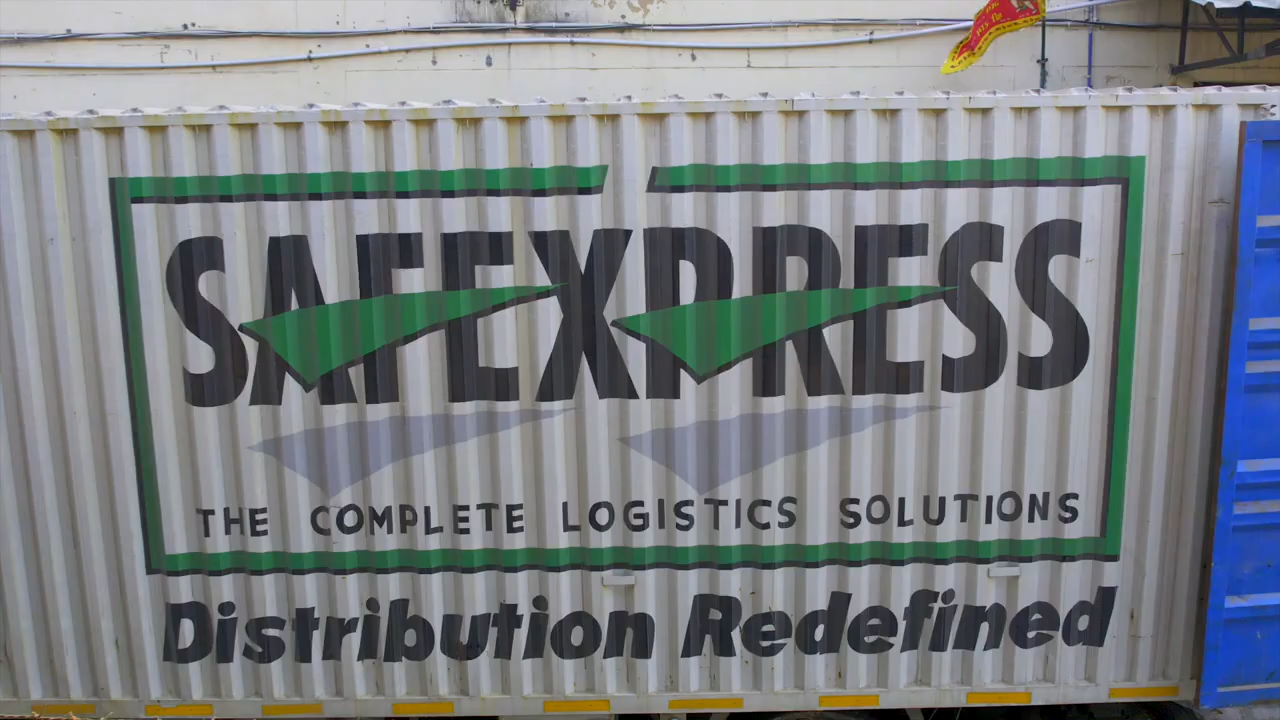 SAFEXPRESS
THE COMPLETE LOGISTICS SOLUTIONS
Distribution Redefined